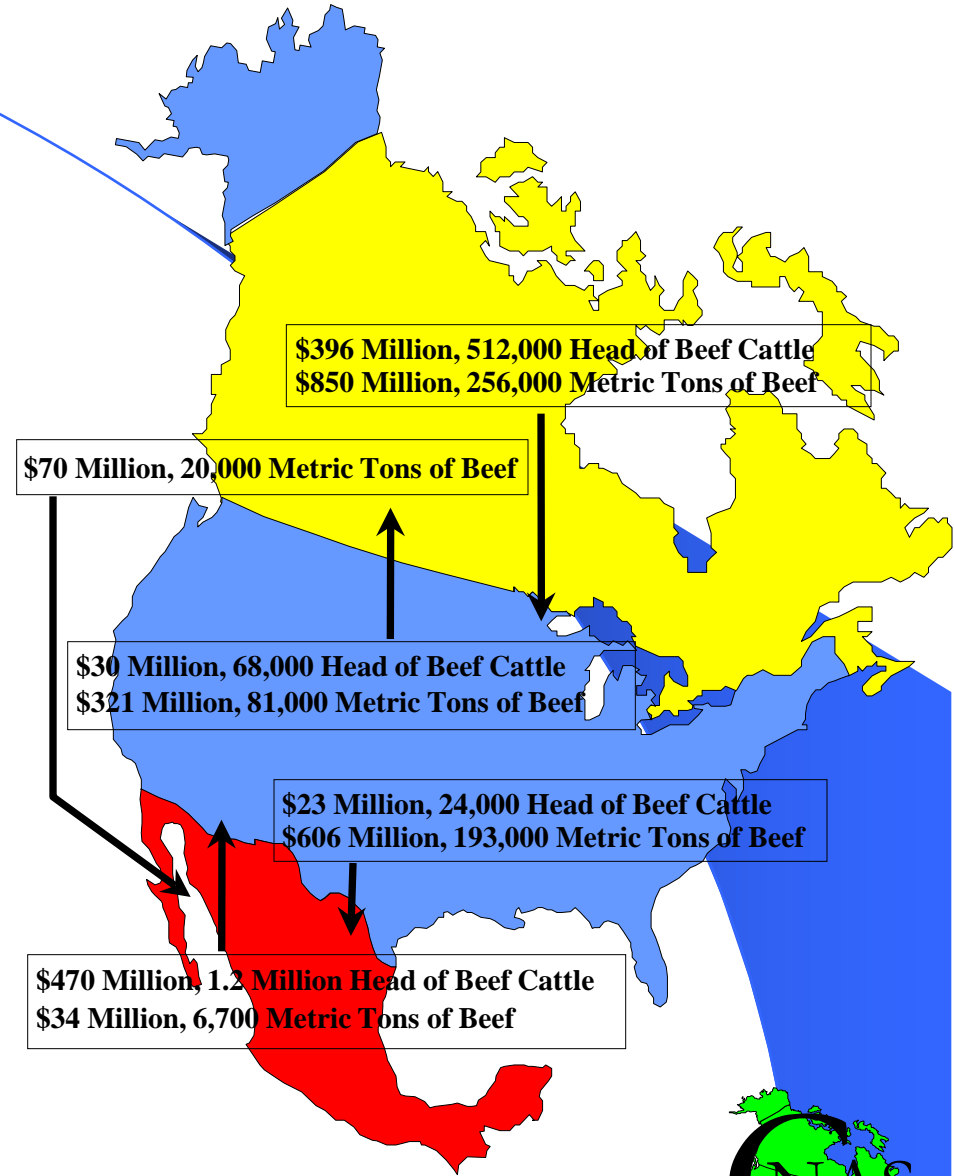 $396 Million, 512,000 Head of Beef Cattle
$850 Million, 256,000 Metric Tons of Beef
$70 Million, 20,000 Metric Tons of Beef
$30 Million, 68,000 Head of Beef Cattle
$321 Million, 81,000 Metric Tons of Beef
$23 Million, 24,000 Head of Beef Cattle
$606 Million, 193,000 Metric Tons of Beef
$470 Million, 1.2 Million Head of Beef Cattle
$34 Million, 6,700 Metric Tons of Beef
CNAS